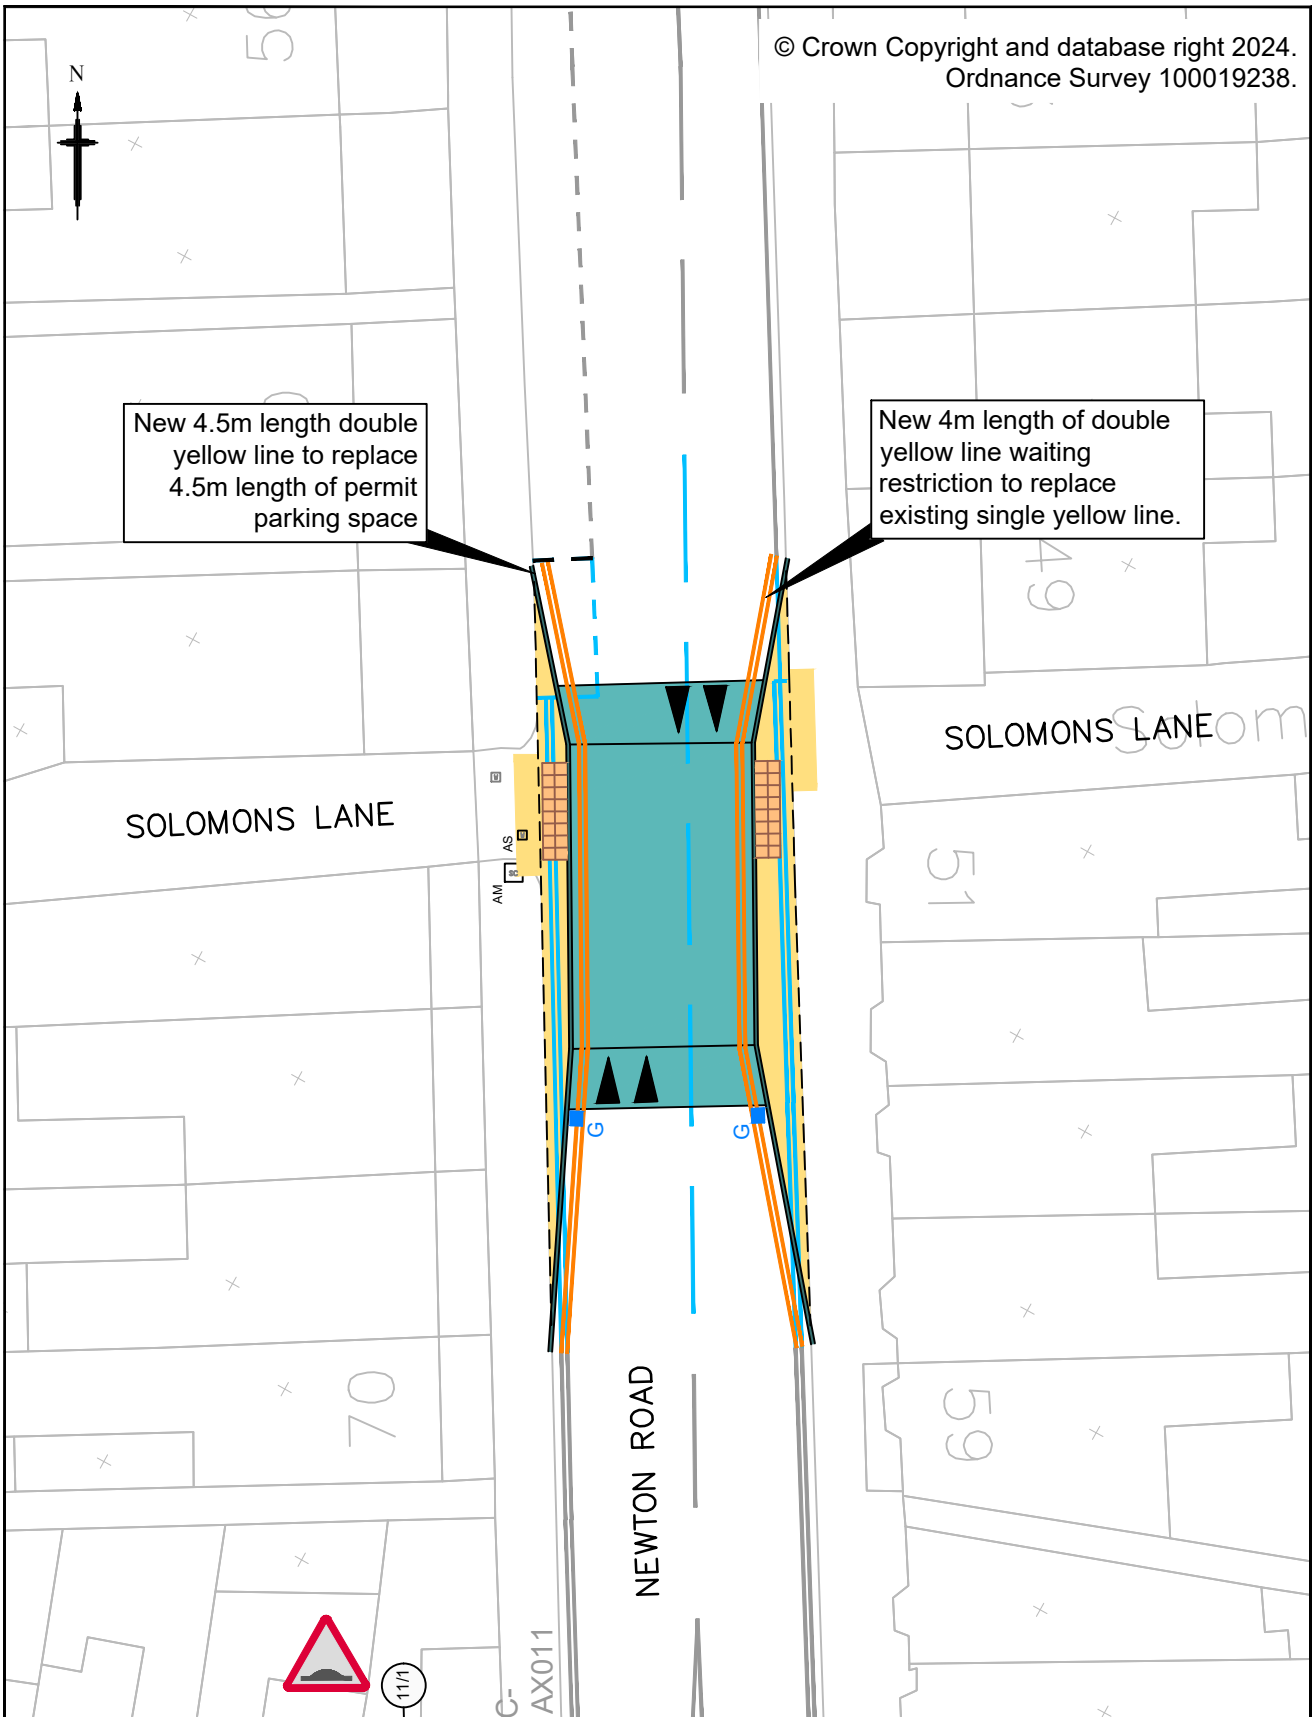 © Crown Copyright and database right 2024.
Ordnance Survey 100019238.
N
New 4.5m length double
yellow line to replace
4.5m length of permit
parking space
New 4m length of double
yellow line waiting
restriction to replace
existing single yellow line.
49
SOLOMONS LANE
Solom
SOLOMONS LANE
AS
AM
51
G
G
70
59
NEWTON ROAD
11/1
C-
AX011